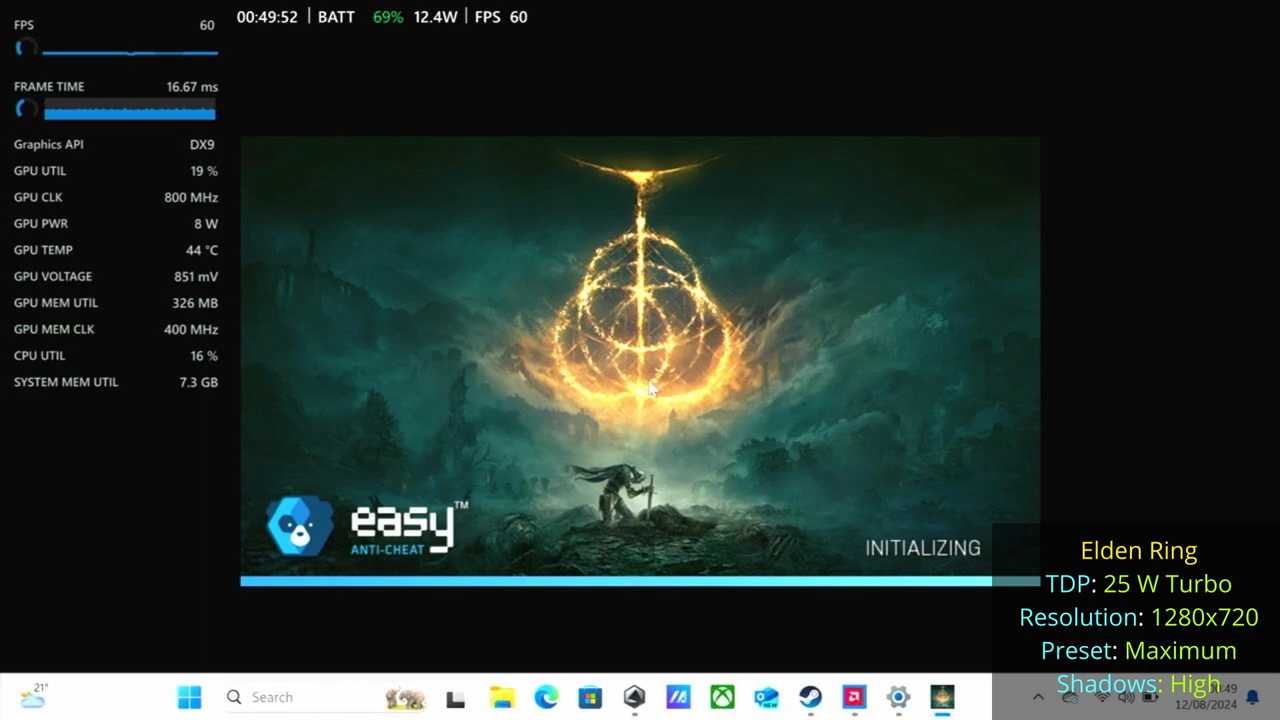 00:49:52 | BATT 69% 12.4W | FPS 60
FPS 60
FRAME TIME 16.67 ms
Graphics API DX9
GPU UTIL 19 %
GPU CLK 800 MHz
GPU PWR 8 W
GPU TEMP 44 °C
GPU VOLTAGE 851 mV
GPU MEM UTIL 326 MB
GPU MEM CLK 400 MHz
CPU UTIL 16 %
SYSTEM MEM UTIL 7.3 GB
easy™
ANTI-CHEAT
INITIALIZING
Elden Ring
TDP: 25 W Turbo
Resolution: 1280x720
Preset: Maximum
Shadows: High
21°
Search
NEW
12/08/2024